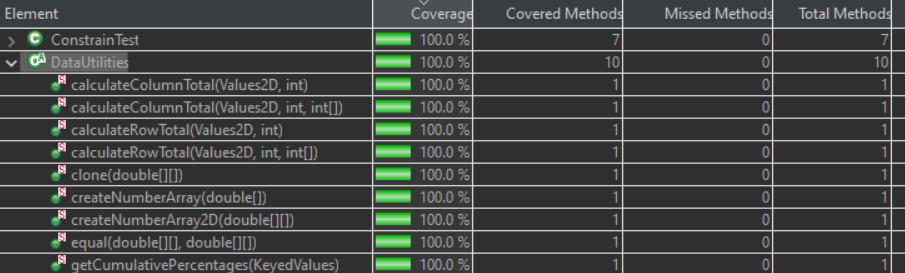 Element Coverage Covered Methods Missed Methods Total Methods
ConstrainTest 100.0 % 7 0 7
DataUtilities 100.0 % 10 0 10
calculateColumnTotal(Values2D, int) 100.0 % 1 0 1
calculateColumnTotal(Values2D, int, int[]) 100.0 % 1 0 1
calculateRowTotal(Values2D, int) 100.0 % 1 0 1
calculateRowTotal(Values2D, int, int[]) 100.0 % 1 0 1
clone(double[][]) 100.0 % 1 0 1
createNumberArray(double[]) 100.0 % 1 0 1
createNumberArray2D(double[][]) 100.0 % 1 0 1
equal(double[][], double[][]) 100.0 % 1 0 1
getCumulativePercentages(KeyedValues) 100.0 % 1 0 1